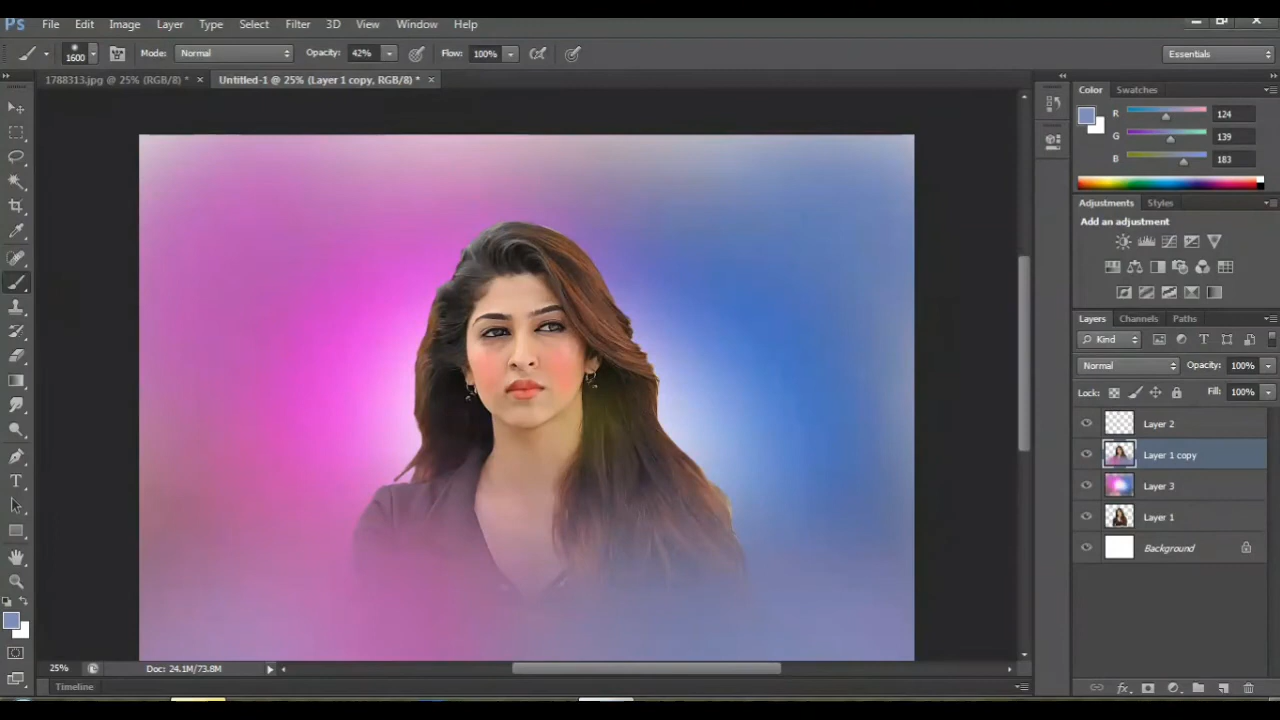 Ps File Edit Image Layer Type Select Filter 3D View Window Help
1600 Mode: Normal Opacity: 42% Flow: 100% Essentials
1788313.jpg @ 25% (RGB/8) * × Untitled-1 @ 25% (Layer 1 copy, RGB/8) * ×
Color Swatches
R 124
G 139
B 183
Adjustments Styles
Add an adjustment
Layers Channels Paths
Kind
Normal Opacity: 100%
Lock: Fill: 100%
Layer 2
Layer 1 copy
Layer 3
Layer 1
Background
25% Doc: 24.1M/73.8M
Timeline